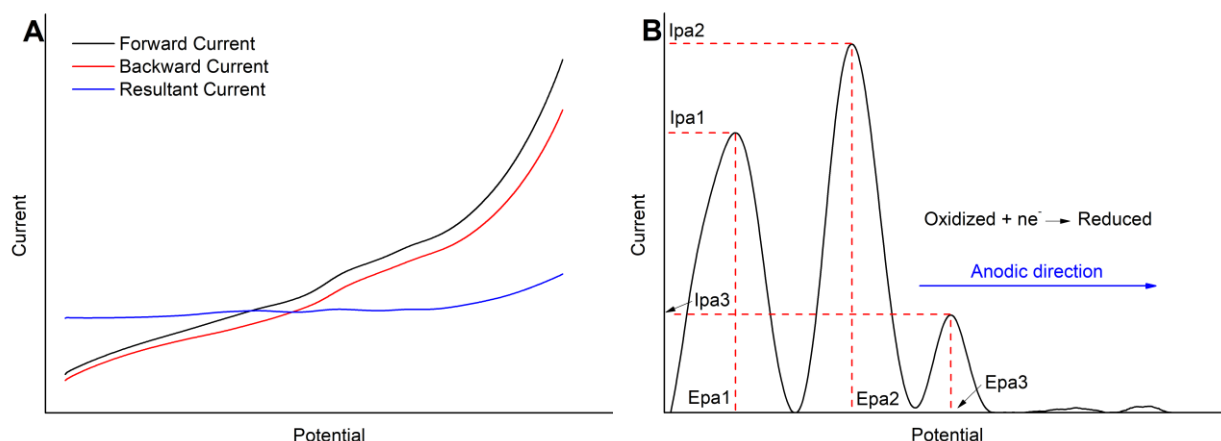 A
Forward Current
Backward Current
Resultant Current
Current
Potential
B
Ipa2
Ipa1
Oxidized + ne⁻ → Reduced
Anodic direction
Ipa3
Epa3
Epa1
Epa2
Current
Potential